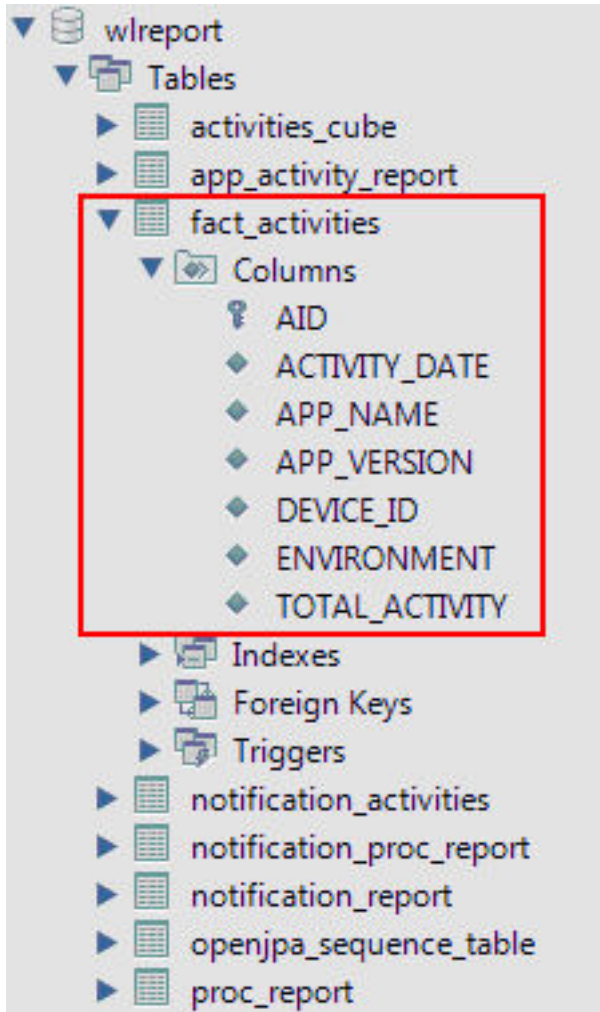 wlreport
Tables
activities_cube
app_activity_report
fact_activities
Columns
AID
ACTIVITY_DATE
APP_NAME
APP_VERSION
DEVICE_ID
ENVIRONMENT
TOTAL_ACTIVITY
Indexes
Foreign Keys
Triggers
notification_activities
notification_proc_report
notification_report
openjpa_sequence_table
proc_report